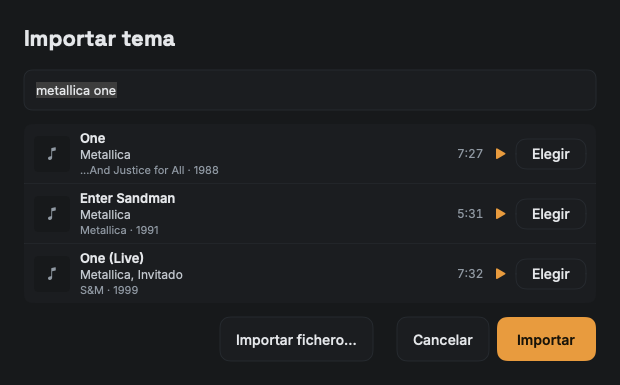 Importar tema
metallica one
One
Metallica
...And Justice for All · 1988
7:27
Elegir
Enter Sandman
Metallica
Metallica · 1991
5:31
Elegir
One (Live)
Metallica, Invitado
S&M · 1999
7:32
Elegir
Importar fichero...
Cancelar
Importar